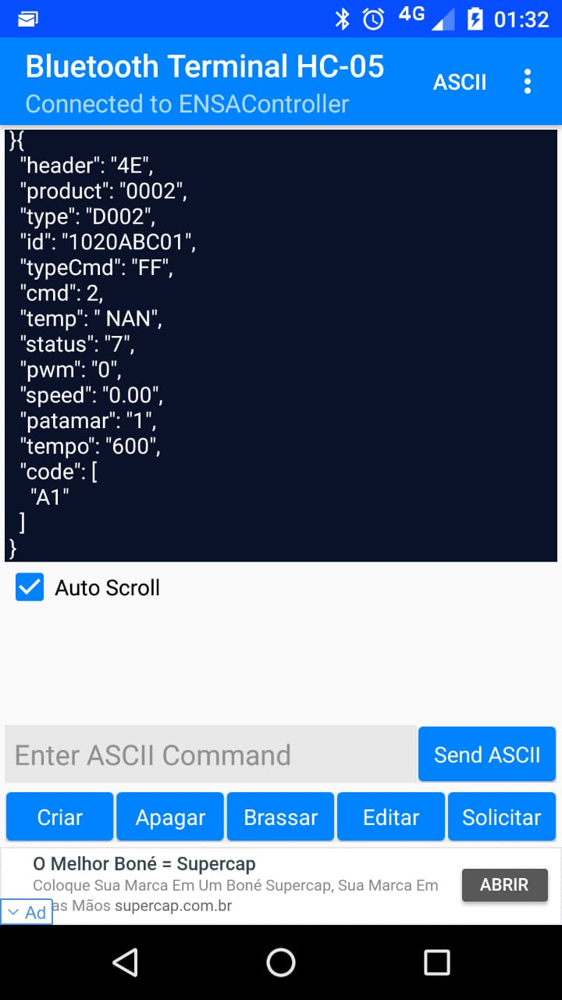 4G
01:32
Bluetooth Terminal HC-05
ASCII
Connected to ENSAController
}{
"header": "4E",
"product": "0002",
"type": "D002",
"id": "1020ABC01",
"typeCmd": "FF",
"cmd": 2,
"temp": " NAN",
"status": "7",
"pwm": "0",
"speed": "0.00",
"patamar": "1",
"tempo": "600",
"code": [
"A1"
]
}
Auto Scroll
Enter ASCII Command
Send ASCII
Criar
Apagar
Brassar
Editar
Solicitar
O Melhor Boné = Supercap
Coloque Sua Marca Em Um Boné Supercap, Sua Marca Em
as Mãos supercap.com.br
ABRIR
Ad